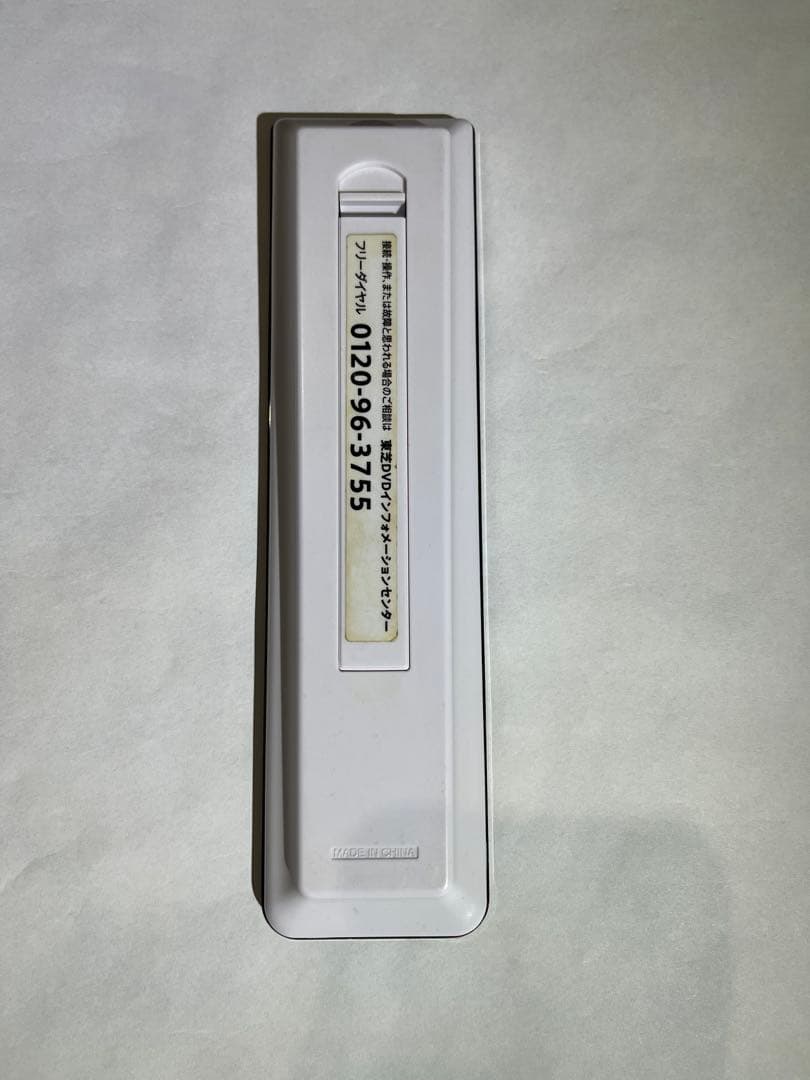 接続・操作、または故障と思われる場合のご相談は 東芝DVDインフォメーションセンター
フリーダイヤル 0120-96-3755
MADE IN CHINA